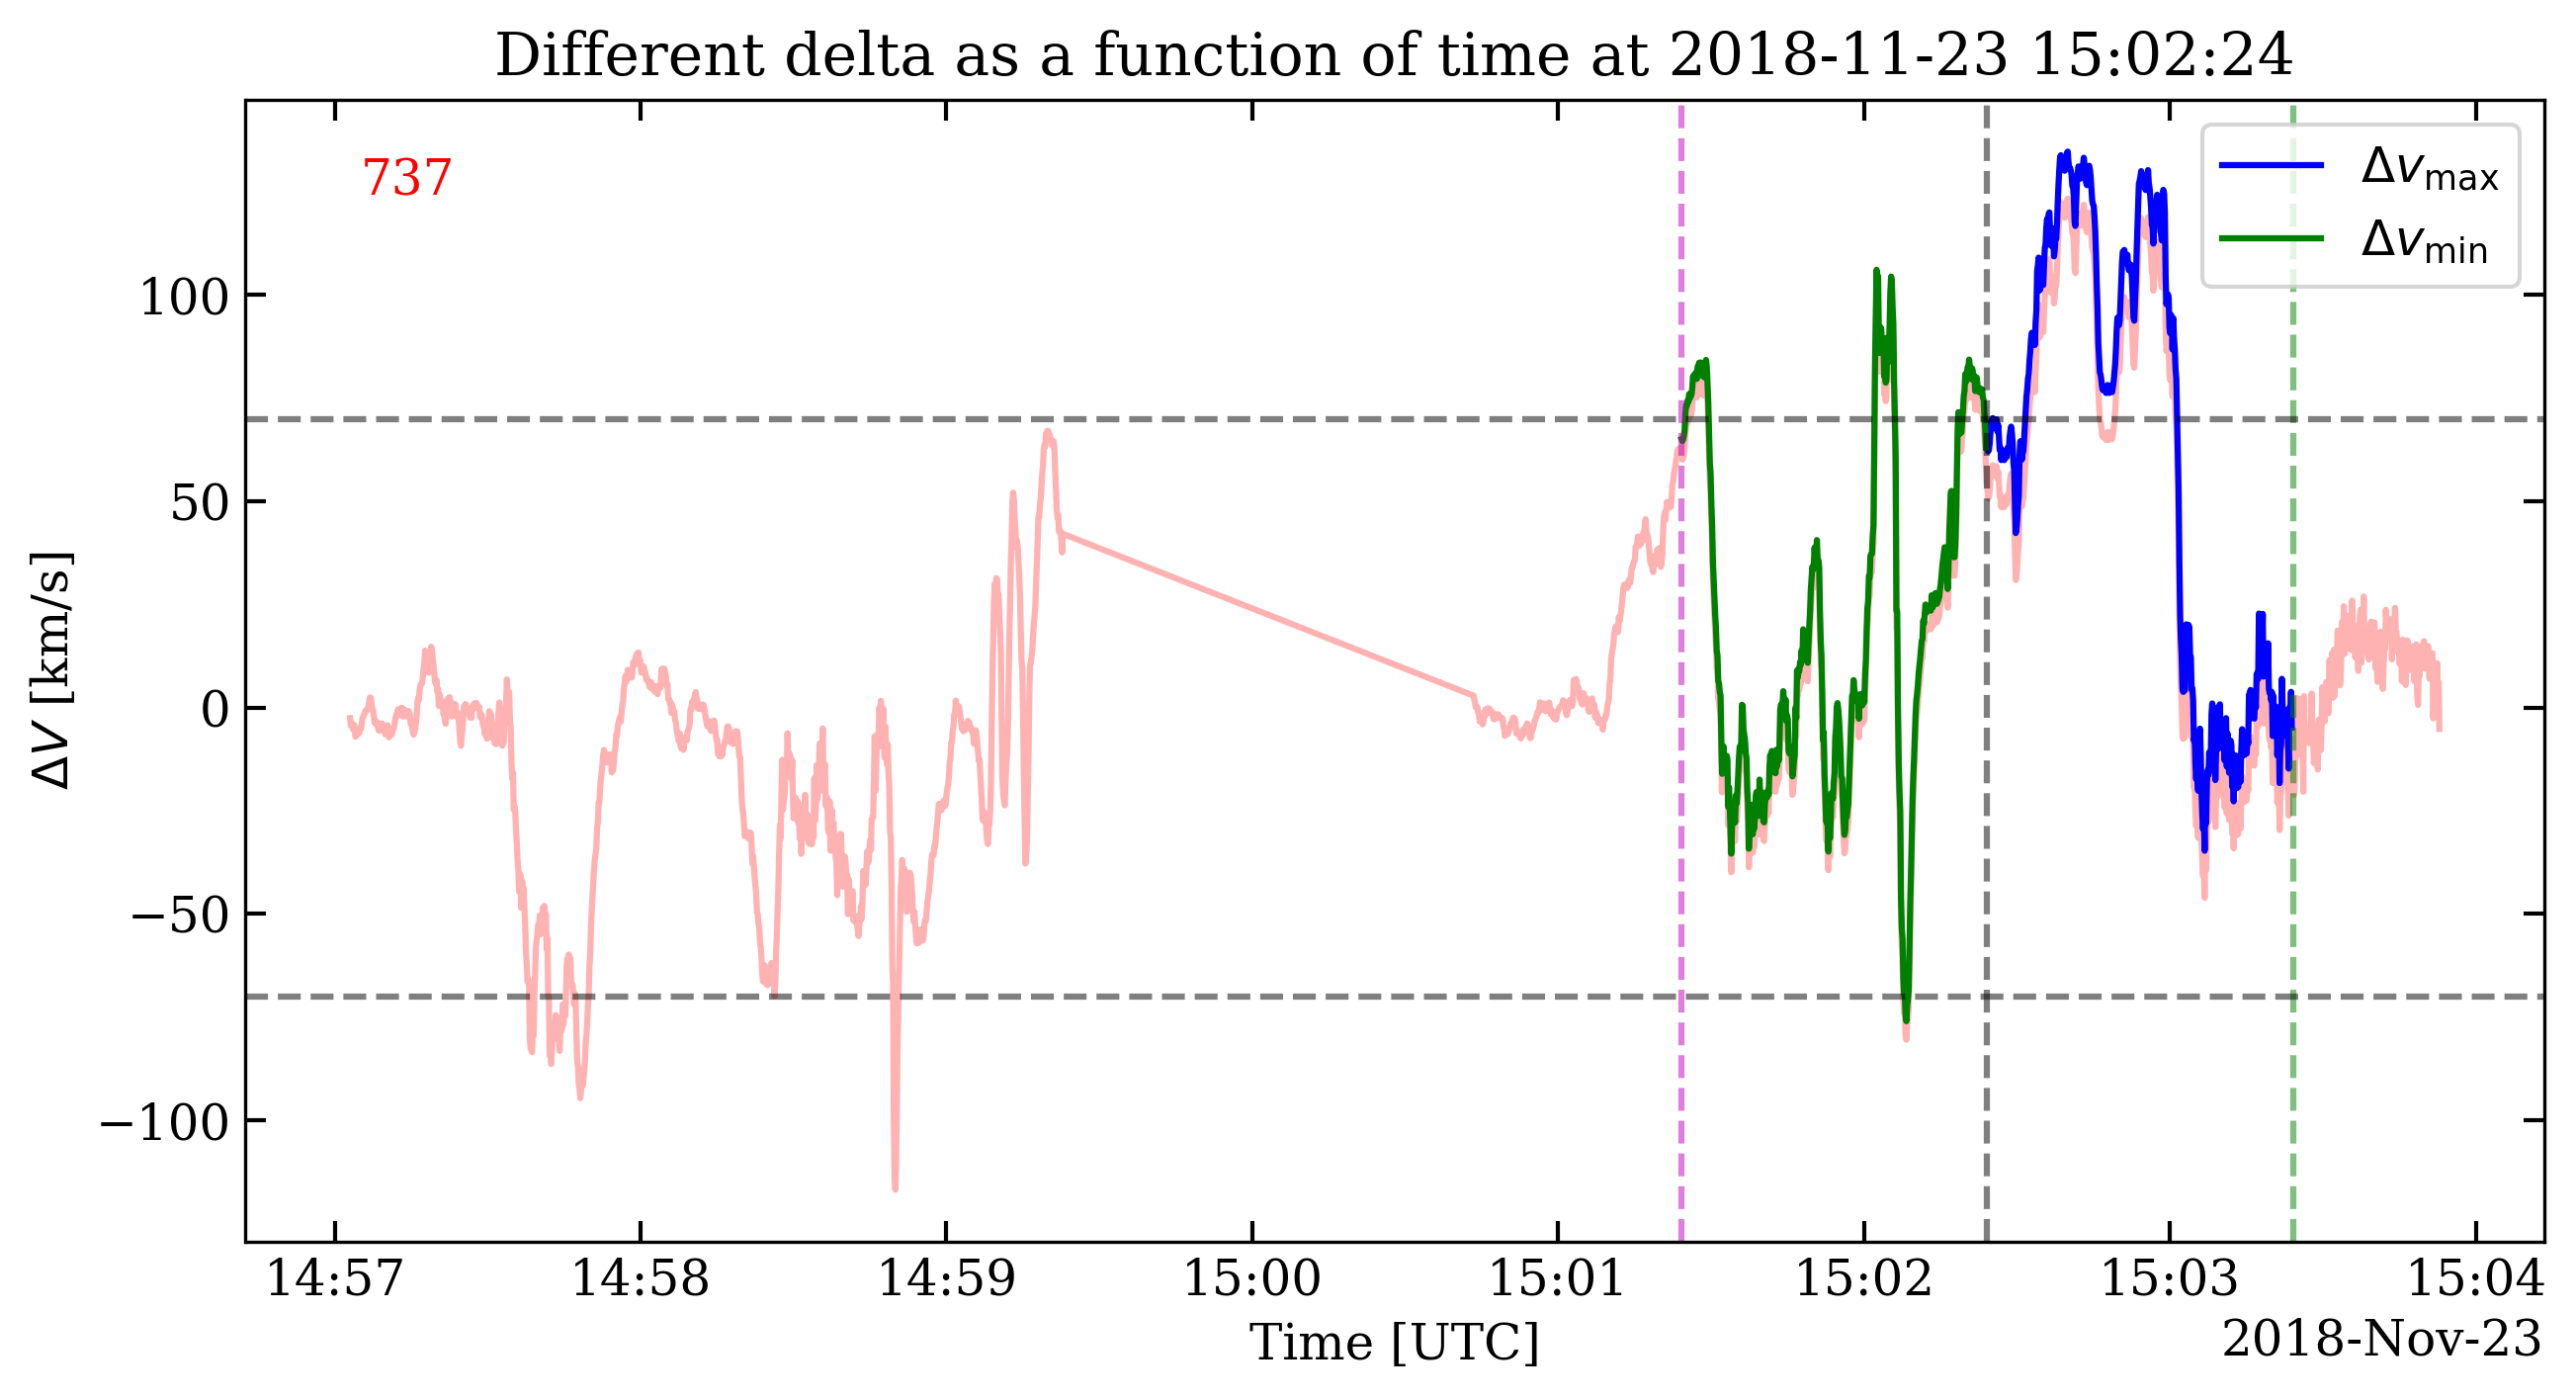 Different delta as a function of time at 2018-11-23 15:02:24
737
Δv_max
Δv_min
100
50
0
−50
−100
ΔV [km/s]
14:57 14:58 14:59 15:00 15:01 15:02 15:03 15:04
Time [UTC]
2018-Nov-23